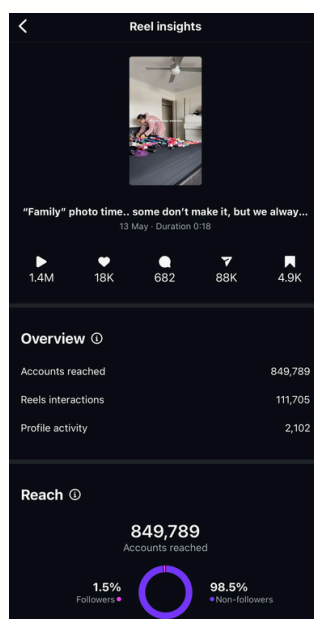 Reel insights
"Family" photo time.. some don't make it, but we alway...
13 May · Duration 0:18
1.4M 18K 682 88K 4.9K
Overview
Accounts reached 849,789
Reels interactions 111,705
Profile activity 2,102
Reach
849,789
Accounts reached
1.5% 98.5%
Followers Non-followers